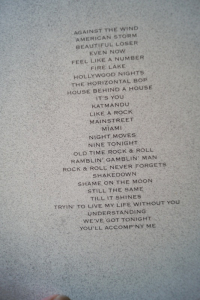 AGAINST THE WIND
AMERICAN STORM
BEAUTIFUL LOSER
EVEN NOW
FEEL LIKE A NUMBER
FIRE LAKE
HOLLYWOOD NIGHTS
THE HORIZONTAL BOP
HOUSE BEHIND A HOUSE
IT'S YOU
KATMANDU
LIKE A ROCK
MAINSTREET
MIAMI
NIGHT MOVES
NINE TONIGHT
OLD TIME ROCK & ROLL
RAMBLIN' GAMBLIN' MAN
ROCK & ROLL NEVER FORGETS
SHAKEDOWN
SHAME ON THE MOON
STILL THE SAME
TILL IT SHINES
TRYIN' TO LIVE MY LIFE WITHOUT YOU
UNDERSTANDING
WE'VE GOT TONIGHT
YOU'LL ACCOMP'NY ME